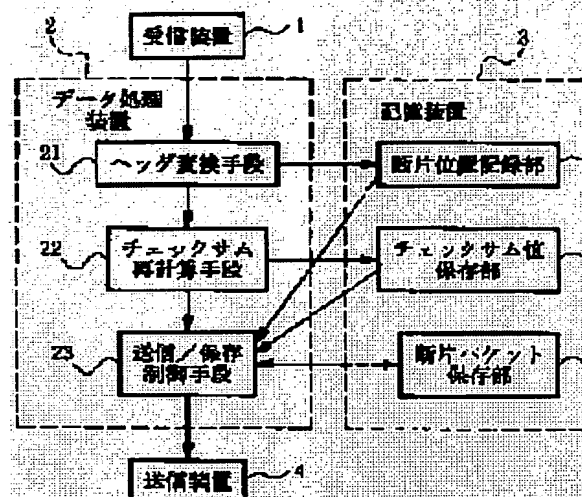 2
受信装置
1
3
データ処理
装置
記憶装置
21
ヘッダ変換手段
断片位置記録部
22
チェックサム
再計算手段
チェックサム値
保存部
23
送信/保存
制御手段
断片パケット
保存部
送信装置
4